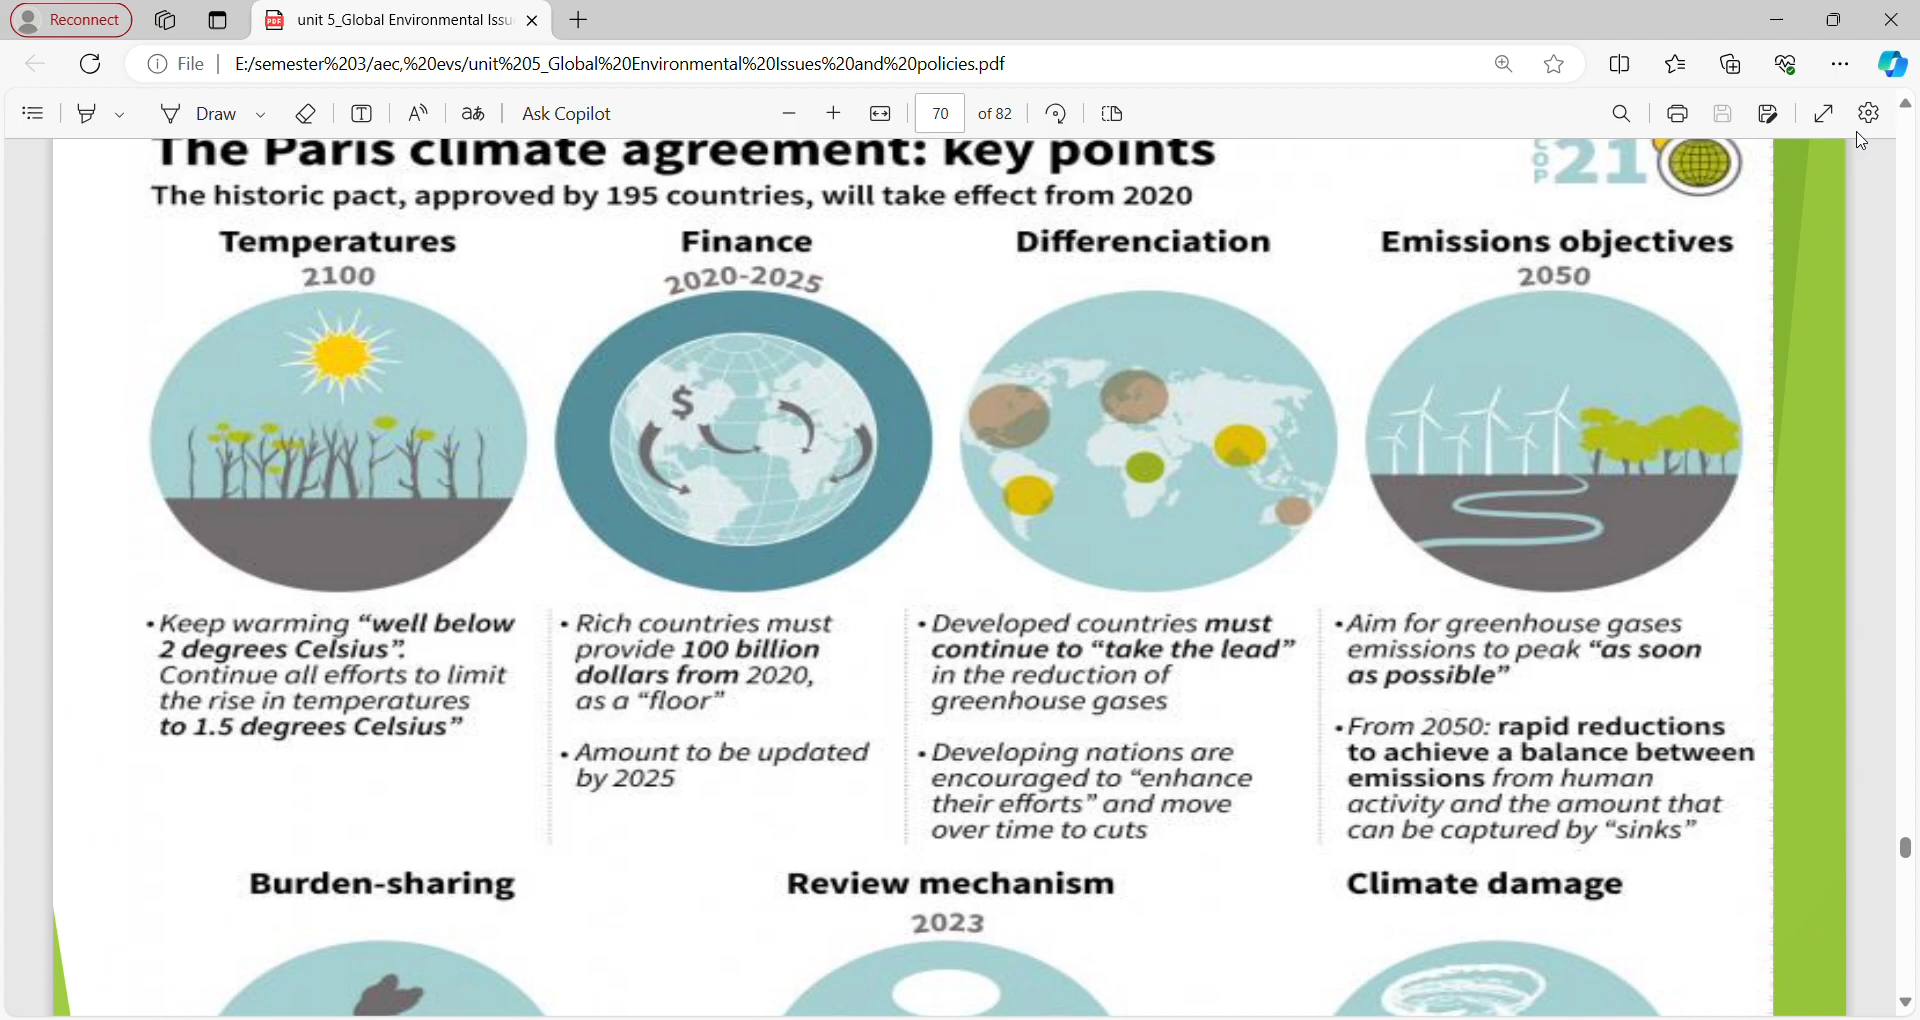 Reconnect
unit 5_Global Environmental Issu
File
E:/semester%203/aec,%20evs/unit%205_Global%20Environmental%20Issues%20and%20policies.pdf
Draw
Ask Copilot
70
of 82
The Paris climate agreement: key points
COP 21
The historic pact, approved by 195 countries, will take effect from 2020
Temperatures
2100
Finance
2020-2025
Differenciation
Emissions objectives
2050
$
• Keep warming “well below
2 degrees Celsius”.
Continue all efforts to limit
the rise in temperatures
to 1.5 degrees Celsius”
• Rich countries must
provide 100 billion
dollars from 2020,
as a “floor”
• Amount to be updated
by 2025
• Developed countries must
continue to “take the lead”
in the reduction of
greenhouse gases
• Developing nations are
encouraged to “enhance
their efforts” and move
over time to cuts
• Aim for greenhouse gases
emissions to peak “as soon
as possible”
• From 2050: rapid reductions
to achieve a balance between
emissions from human
activity and the amount that
can be captured by “sinks”
Burden-sharing
Review mechanism
2023
Climate damage